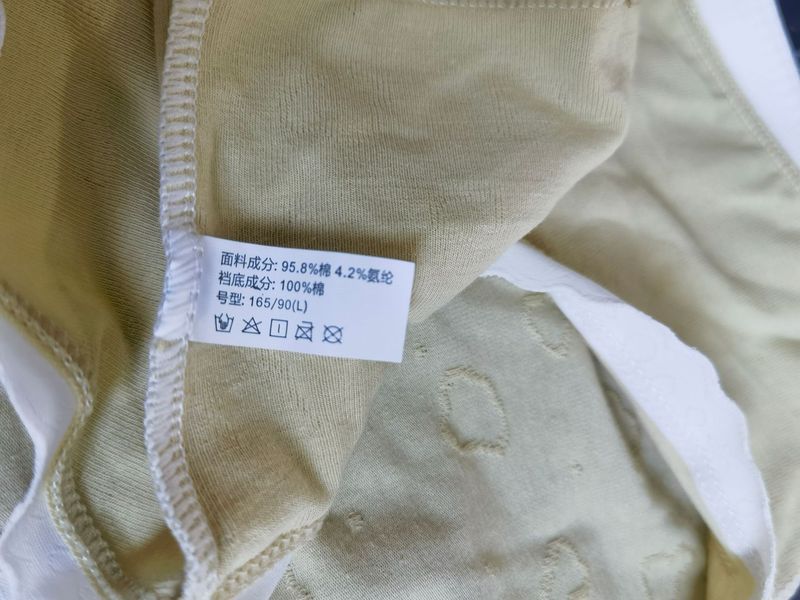 面料成分: 95.8%棉 4.2%氨纶
裆底成分: 100%棉
号型: 165/90(L)